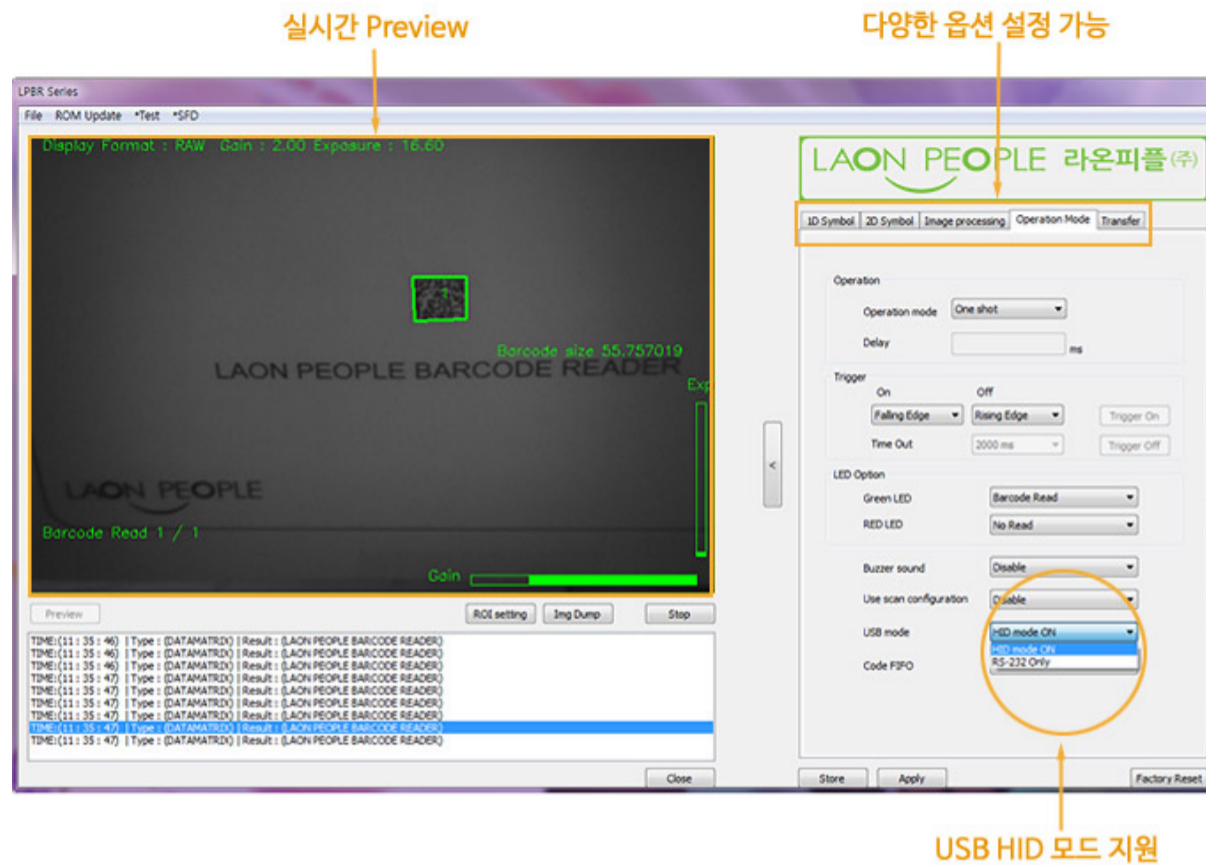 실시간 Preview
다양한 옵션 설정 가능
LPBR Series
File ROM Update *Test *SFD
Display Format : RAW Gain : 2.00 Exposure : 16.60
LAON PEOPLE 라온피플(주)
1D Symbol 2D Symbol Image processing Operation Mode Transfer
Operation
Operation mode One shot
Delay ms
Barcode size 55.757019
LAON PEOPLE BARCODE READER
Exp
Trigger
On Off
Falling Edge Rising Edge Trigger On
Time Out 2000 ms Trigger Off
<
LED Option
Green LED Barcode Read
RED LED No Read
LAON PEOPLE
Barcode Read 1 / 1
Gain
Buzzer sound Disable
Use scan configuration Disable
USB mode HID mode ON
HID mode ON
RS-232 Only
Code FIFO
Preview ROI setting Img Dump Stop
TIME:(11 : 35 : 46) | Type : (DATAMATRIX) | Result : (LAON PEOPLE BARCODE READER)
TIME:(11 : 35 : 46) | Type : (DATAMATRIX) | Result : (LAON PEOPLE BARCODE READER)
TIME:(11 : 35 : 46) | Type : (DATAMATRIX) | Result : (LAON PEOPLE BARCODE READER)
TIME:(11 : 35 : 47) | Type : (DATAMATRIX) | Result : (LAON PEOPLE BARCODE READER)
TIME:(11 : 35 : 47) | Type : (DATAMATRIX) | Result : (LAON PEOPLE BARCODE READER)
TIME:(11 : 35 : 47) | Type : (DATAMATRIX) | Result : (LAON PEOPLE BARCODE READER)
TIME:(11 : 35 : 47) | Type : (DATAMATRIX) | Result : (LAON PEOPLE BARCODE READER)
TIME:(11 : 35 : 47) | Type : (DATAMATRIX) | Result : (LAON PEOPLE BARCODE READER)
TIME:(11 : 35 : 47) | Type : (DATAMATRIX) | Result : (LAON PEOPLE BARCODE READER)
Close
Store Apply Factory Reset
USB HID 모드 지원